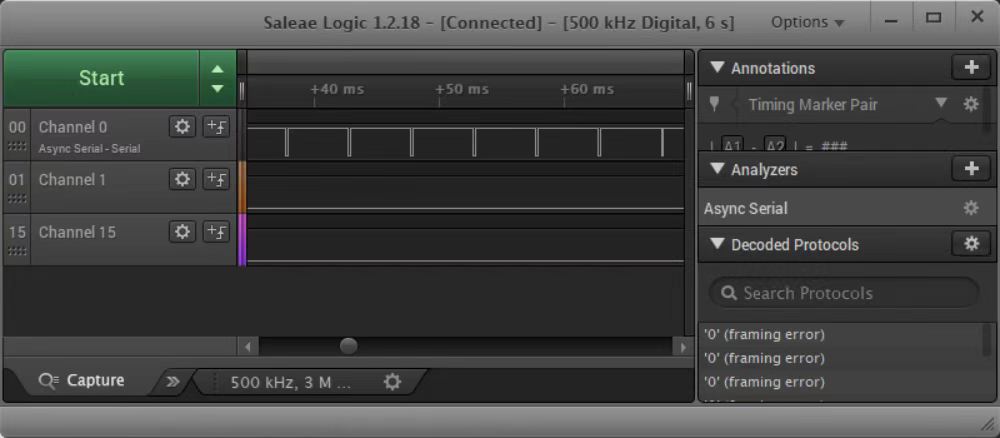 Saleae Logic 1.2.18 - [Connected] - [500 kHz Digital, 6 s]
Options
Start
+40 ms
+50 ms
+60 ms
00
Channel 0
Async Serial - Serial
01
Channel 1
15
Channel 15
Capture
500 kHz, 3 M ...
Annotations
Timing Marker Pair
| A1 - A2 | = ###
Analyzers
Async Serial
Decoded Protocols
Search Protocols
'0' (framing error)
'0' (framing error)
'0' (framing error)